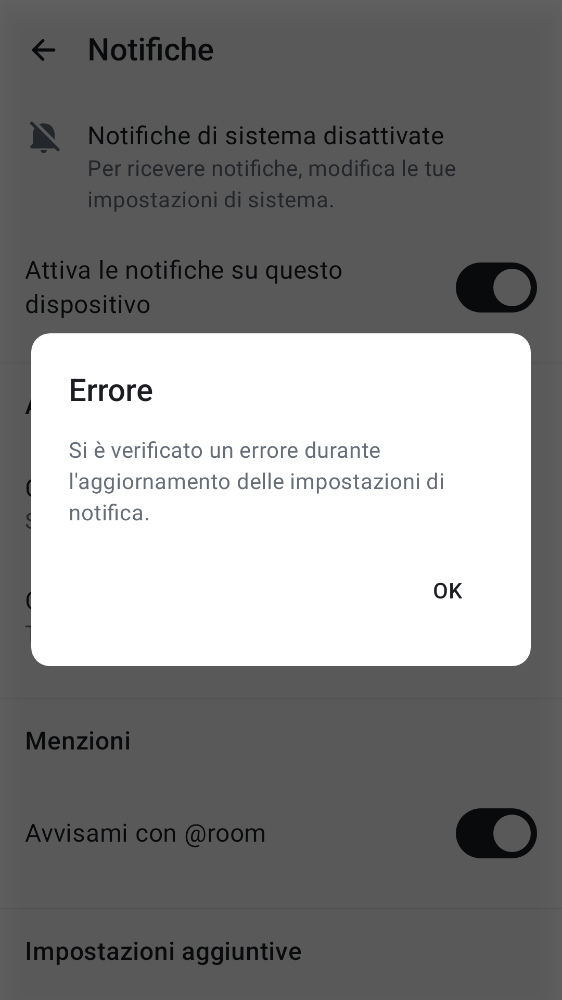 Notifiche
Notifiche di sistema disattivate
Per ricevere notifiche, modifica le tue
impostazioni di sistema.
Attiva le notifiche su questo
dispositivo
Errore
Si è verificato un errore durante
l'aggiornamento delle impostazioni di
notifica.
OK
Menzioni
Avvisami con @room
Impostazioni aggiuntive